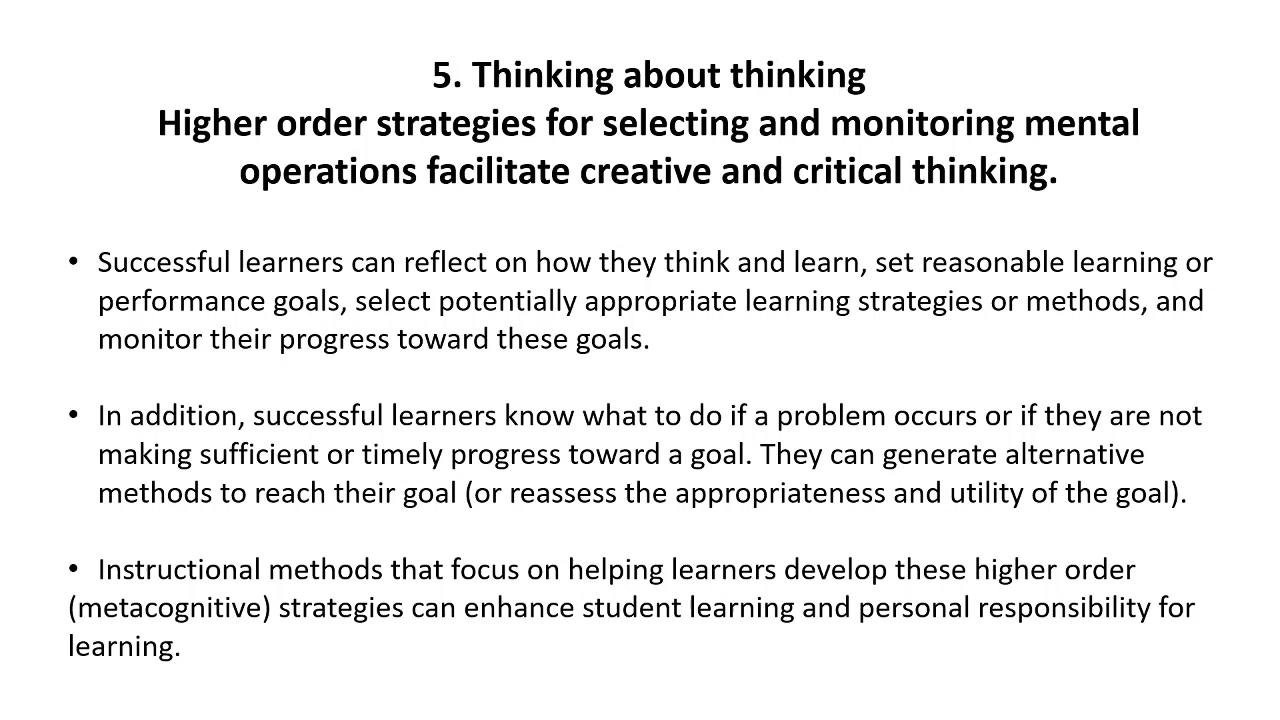 5. Thinking about thinking
Higher order strategies for selecting and monitoring mental
operations facilitate creative and critical thinking.
• Successful learners can reflect on how they think and learn, set reasonable learning or
performance goals, select potentially appropriate learning strategies or methods, and
monitor their progress toward these goals.
• In addition, successful learners know what to do if a problem occurs or if they are not
making sufficient or timely progress toward a goal. They can generate alternative
methods to reach their goal (or reassess the appropriateness and utility of the goal).
• Instructional methods that focus on helping learners develop these higher order
(metacognitive) strategies can enhance student learning and personal responsibility for
learning.